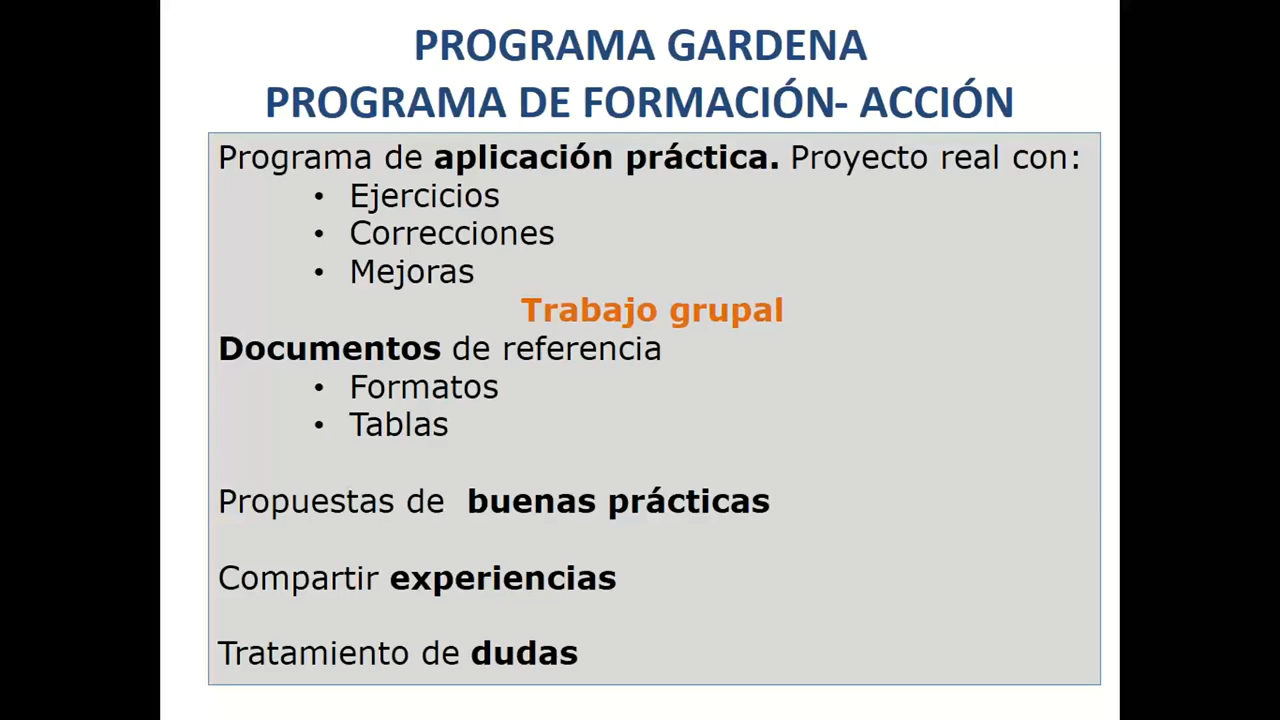 PROGRAMA GARDENA
PROGRAMA DE FORMACIÓN- ACCIÓN
Programa de aplicación práctica. Proyecto real con:
• Ejercicios
• Correcciones
• Mejoras
Trabajo grupal
Documentos de referencia
• Formatos
• Tablas
Propuestas de buenas prácticas
Compartir experiencias
Tratamiento de dudas